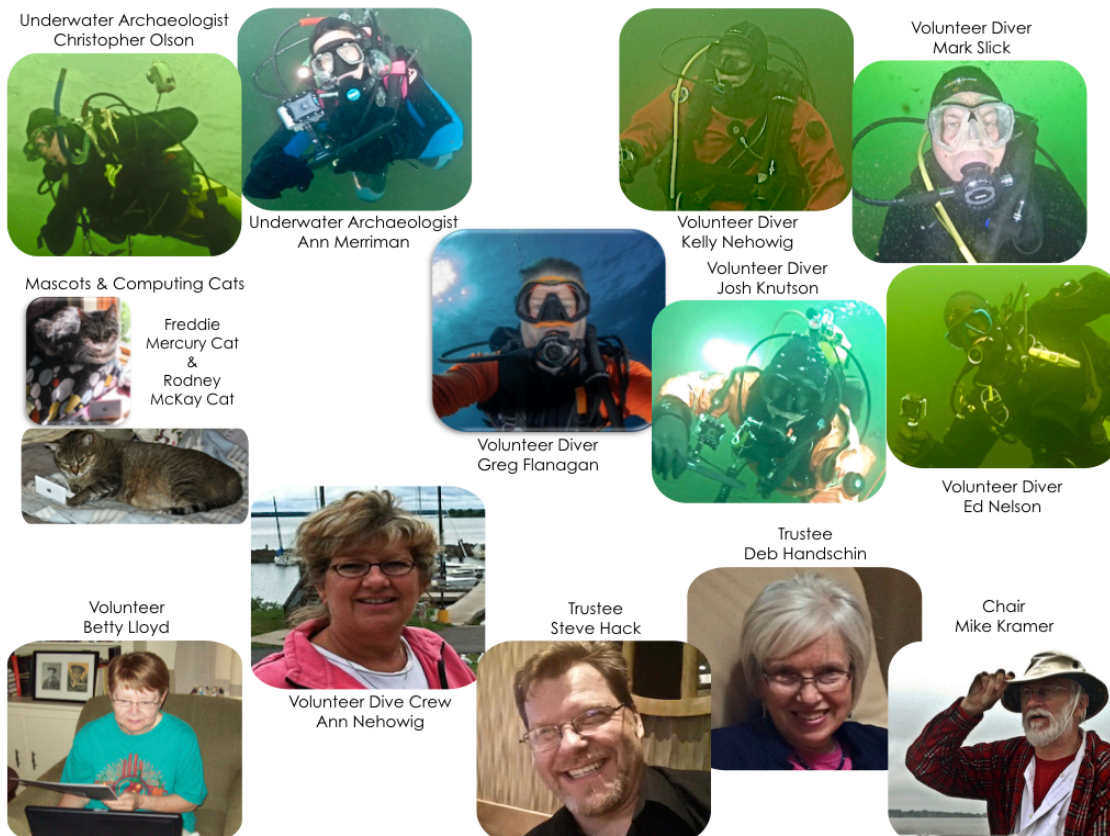 Underwater Archaeologist
Christopher Olson
Underwater Archaeologist
Ann Merriman
Volunteer Diver
Kelly Nehowig
Volunteer Diver
Mark Slick
Mascots & Computing Cats
Freddie
Mercury Cat
&
Rodney
McKay Cat
Volunteer Diver
Greg Flanagan
Volunteer Diver
Josh Knutson
Volunteer Diver
Ed Nelson
Volunteer
Betty Lloyd
Volunteer Dive Crew
Ann Nehowig
Trustee
Steve Hack
Trustee
Deb Handschin
Chair
Mike Kramer